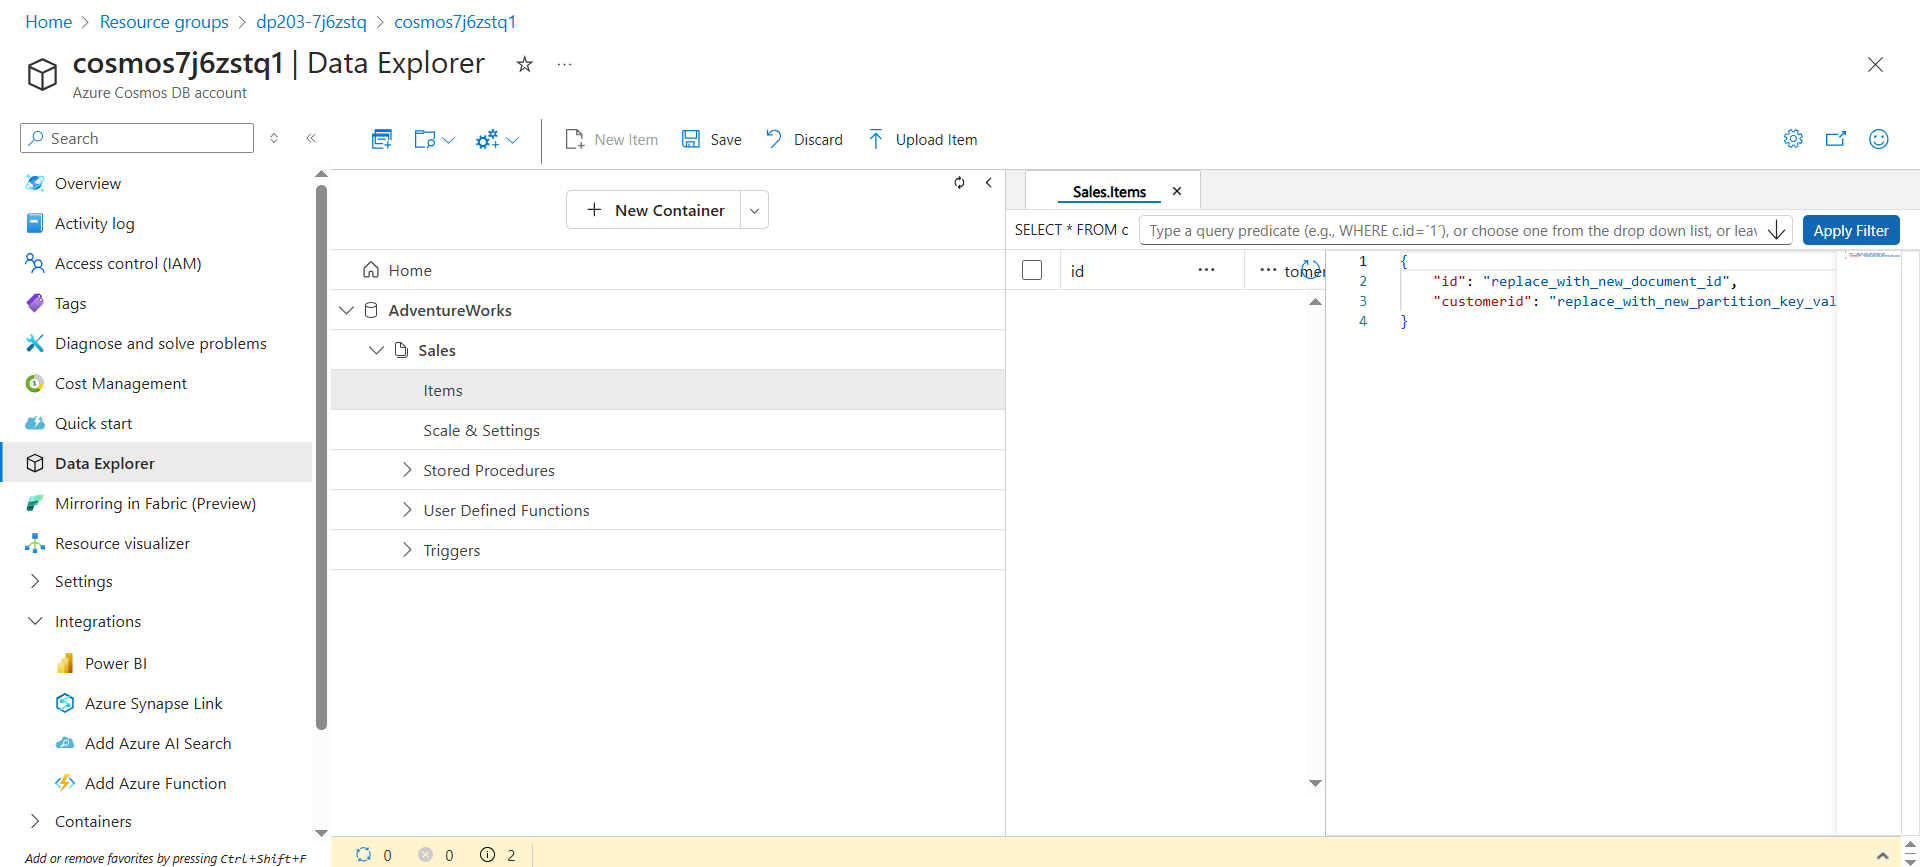 Home > Resource groups > dp203-7j6zstq > cosmos7j6zstq1
cosmos7j6zstq1 | Data Explorer
Azure Cosmos DB account
Search
New Item
Save
Discard
Upload Item
Overview
Activity log
Access control (IAM)
Tags
Diagnose and solve problems
Cost Management
Quick start
Data Explorer
Mirroring in Fabric (Preview)
Resource visualizer
Settings
Integrations
Power BI
Azure Synapse Link
Add Azure AI Search
Add Azure Function
Containers
Add or remove favorites by pressing Ctrl+Shift+F
New Container
Home
AdventureWorks
Sales
Items
Scale & Settings
Stored Procedures
User Defined Functions
Triggers
Sales.Items
SELECT * FROM c
Type a query predicate (e.g., WHERE c.id=´1´), or choose one from the drop down list, or leav
Apply Filter
id
tomer
1 {
2 "id": "replace_with_new_document_id",
3 "customerid": "replace_with_new_partition_key_val
4 }
0 0 2